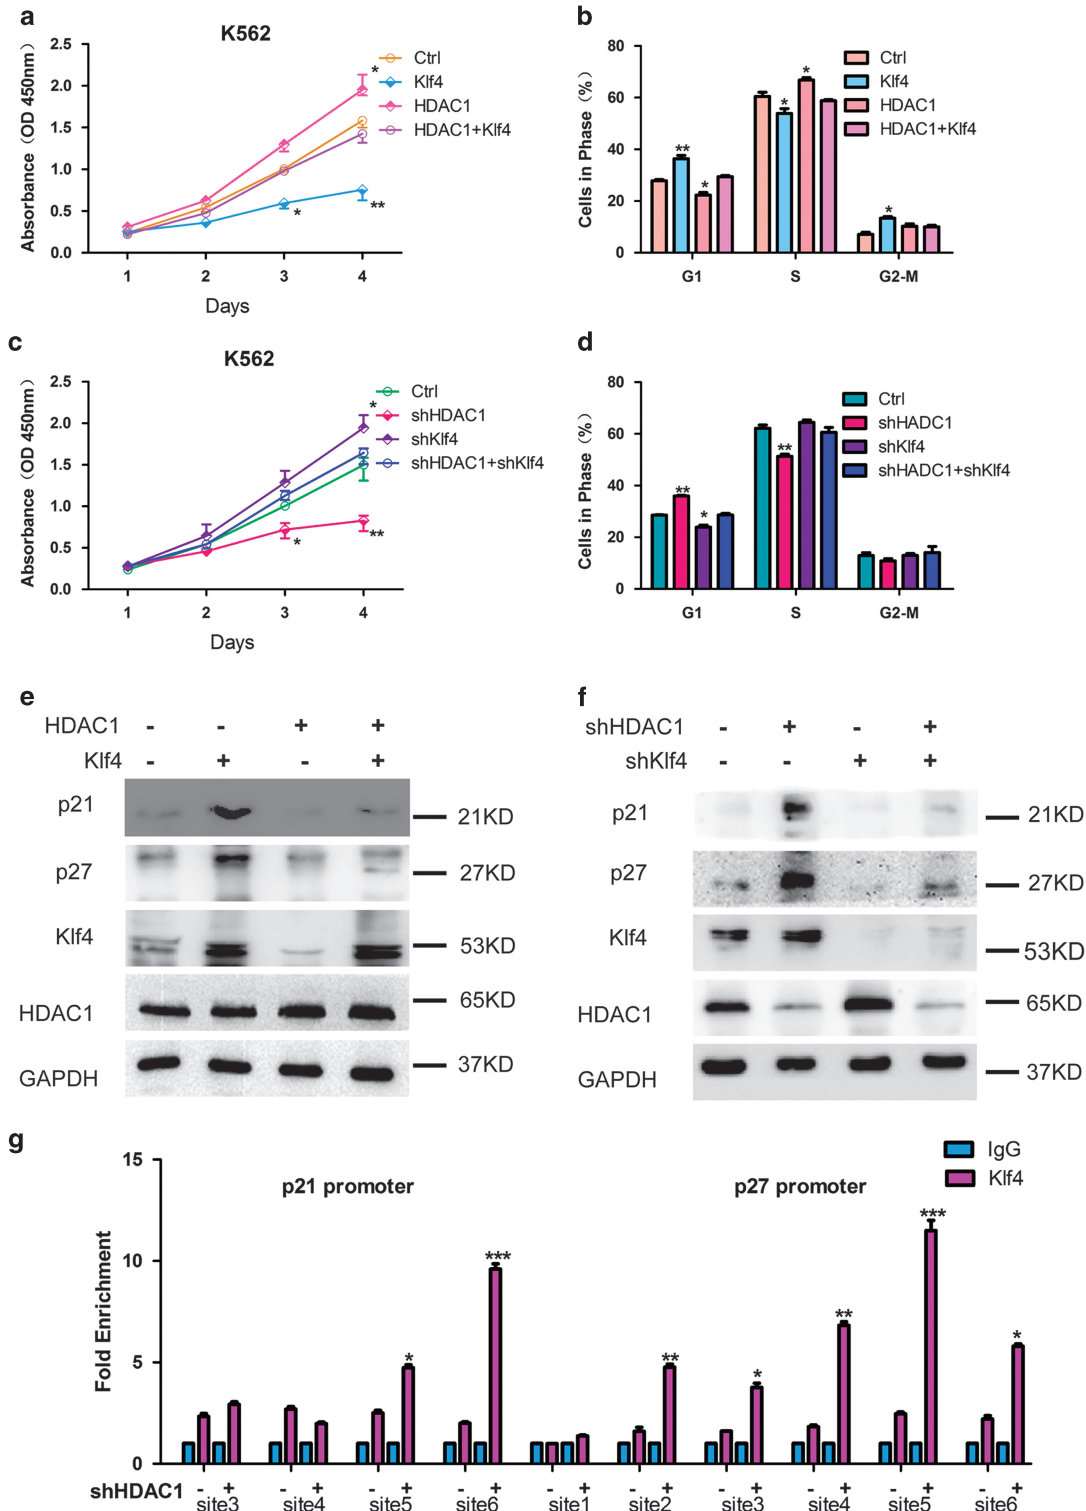 a
K562
Absorbance (OD 450nm)
2.5
2.0
1.5
1.0
0.5
0.0
1 2 3 4
Days
Ctrl
Klf4
HDAC1
HDAC1+Klf4
*
*
**
b
Cells in Phase (%)
80
60
40
20
0
G1 S G2-M
Ctrl
Klf4
HDAC1
HDAC1+Klf4
**
*
*
*
*
c
K562
Absorbance (OD 450nm)
2.5
2.0
1.5
1.0
0.5
0.0
1 2 3 4
Days
Ctrl
shHDAC1
shKlf4
shHDAC1+shKlf4
*
*
**
d
Cells in Phase (%)
80
60
40
20
0
G1 S G2-M
Ctrl
shHADC1
shKlf4
shHADC1+shKlf4
**
*
**
e
HDAC1 - - + +
Klf4 - + - +
p21 21KD
p27 27KD
Klf4 53KD
HDAC1 65KD
GAPDH 37KD
f
shHDAC1 - + - +
shKlf4 - - + +
p21 21KD
p27 27KD
Klf4 53KD
HDAC1 65KD
GAPDH 37KD
g
Fold Enrichment
15
10
5
0
p21 promoter
p27 promoter
IgG
Klf4
*
***
**
*
**
***
*
shHDAC1 - + - + - + - + - + - + - + - + - + - +
site3 site4 site5 site6 site1 site2 site3 site4 site5 site6